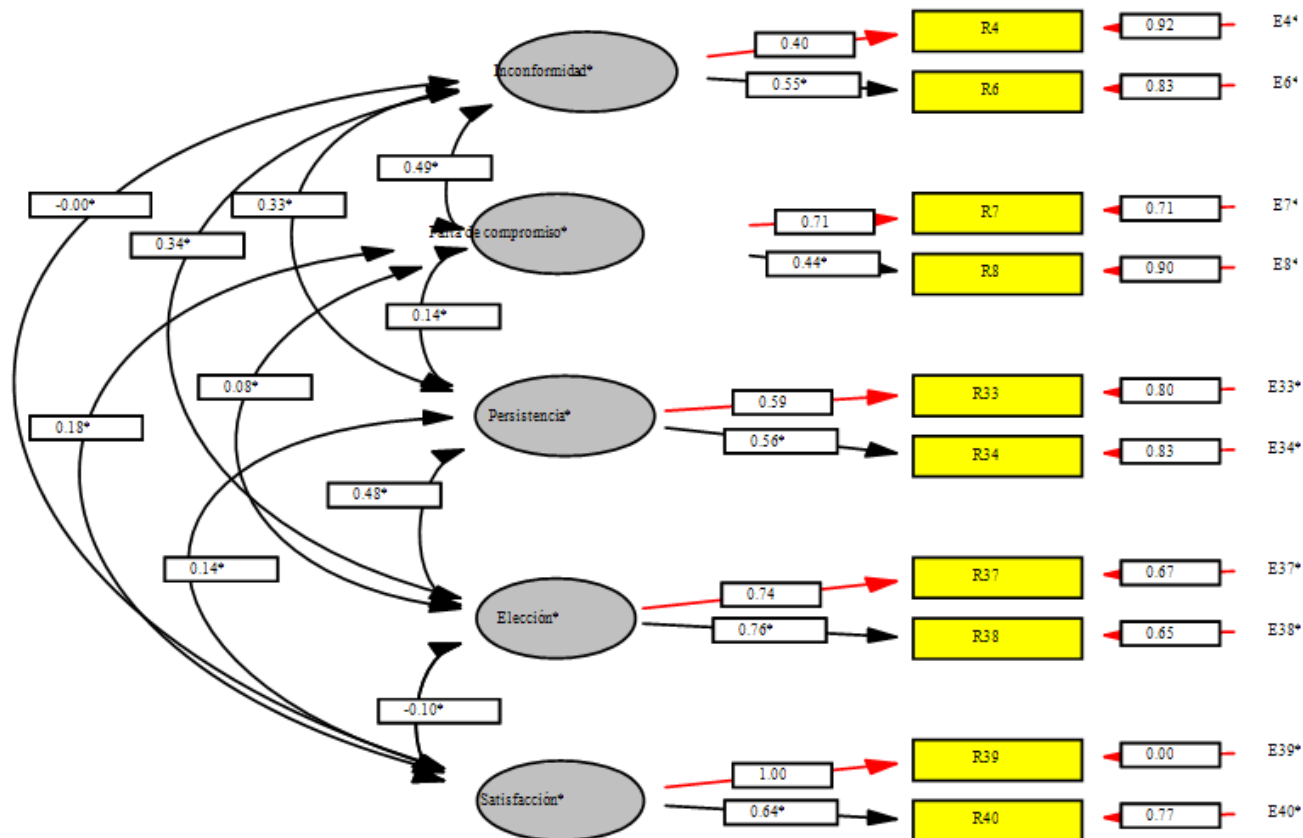 0.40 R4 0.92 E4*
Inconformidad*
0.55* R6 0.83 E6*
0.49*
-0.00* 0.33*
0.71 R7 0.71 E7*
Falta de compromiso*
0.34*
0.44* R8 0.90 E8*
0.14*
0.08* 0.59 R33 0.80 E33*
Persistencia*
0.18*
0.56* R34 0.83 E34*
0.48*
0.14* 0.74 R37 0.67 E37*
Elección*
0.76* R38 0.65 E38*
-0.10*
1.00 R39 0.00 E39*
Satisfacción*
0.64* R40 0.77 E40*